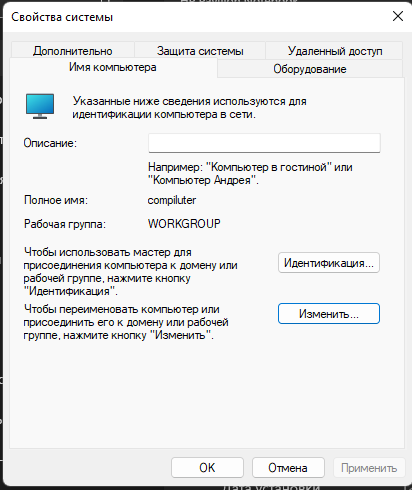 Свойства системы
Дополнительно
Защита системы
Удаленный доступ
Имя компьютера
Оборудование
Указанные ниже сведения используются для
идентификации компьютера в сети.
Описание:
Например: "Компьютер в гостиной" или
"Компьютер Андрея".
Полное имя:
compiluter
Рабочая группа:
WORKGROUP
Чтобы использовать мастер для
присоединения компьютера к домену или
рабочей группе, нажмите кнопку
"Идентификация".
Идентификация...
Чтобы переименовать компьютер или
присоединить его к домену или рабочей
группе, нажмите кнопку "Изменить".
Изменить...
ОК
Отмена
Применить